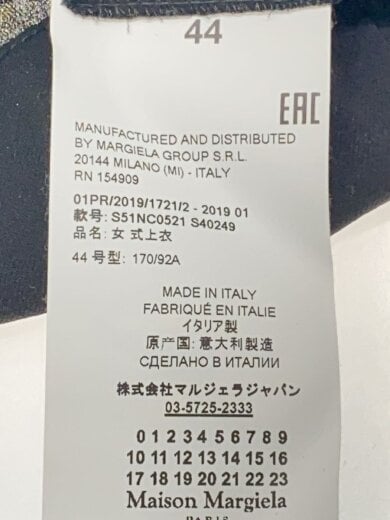 44
EAC
MANUFACTURED AND DISTRIBUTED
BY MARGIELA GROUP S.R.L.
20144 MILANO (MI) - ITALY
RN 154909
01PR/2019/1721/2 - 2019 01
款号: S51NC0521 S40249
品名: 女 式上衣
44 号型: 170/92A
MADE IN ITALY
FABRIQUÉ EN ITALIE
イタリア製
原产国: 意大利製造
СДЕЛАНО В ИТАЛИИ
株式会社マルジェラジャパン
03-5725-2333
0 1 2 3 4 5 6 7 8 9
10 11 12 13 14 15 16
17 18 19 20 21 22 23
Maison Margiela
PARIS